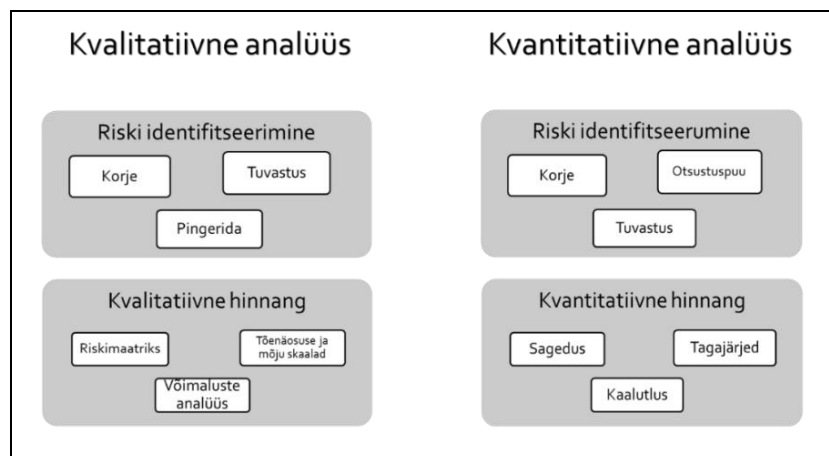 Kvalitatiivne analüüs
Riski identifitseerimine
Korje
Tuvastus
Pingerida
Kvalitatiivne hinnang
Riskimaatriks
Tõenäosuse ja
mõju skaalad
Võimaluste
analüüs
Kvantitatiivne analüüs
Riski identifitseerumine
Korje
Otsustuspuu
Tuvastus
Kvantitatiivne hinnang
Sagedus
Tagajärjed
Kaalutlus